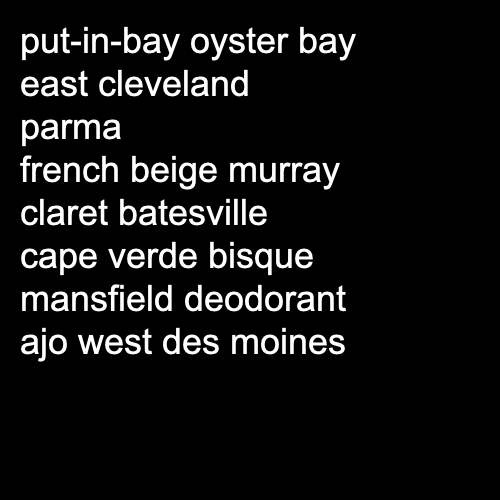 put-in-bay oyster bay
east cleveland
parma
french beige murray
claret batesville
cape verde bisque
mansfield deodorant
ajo west des moines